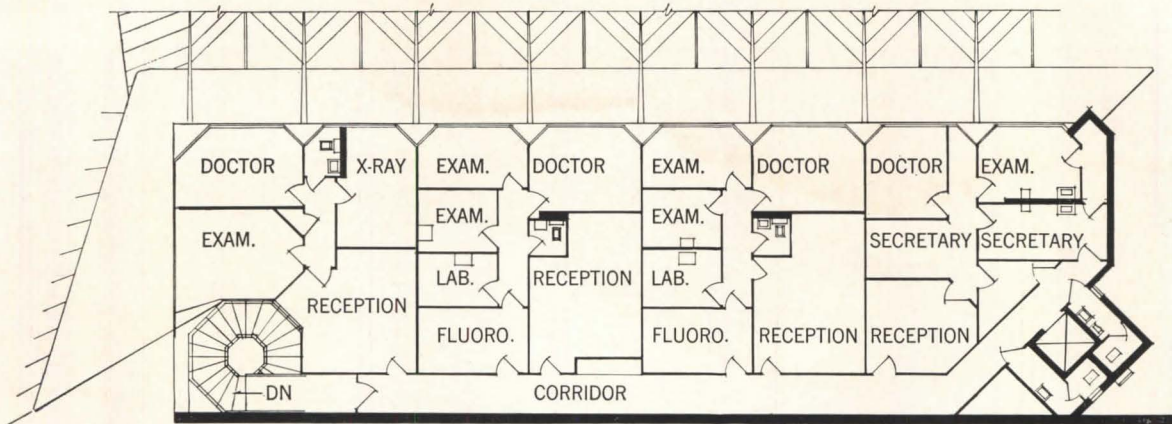 DOCTOR
X-RAY
EXAM.
DOCTOR
EXAM.
DOCTOR
DOCTOR
EXAM.
EXAM.
EXAM.
EXAM.
SECRETARY
SECRETARY
LAB.
RECEPTION
LAB.
RECEPTION
FLUORO.
FLUORO.
RECEPTION
RECEPTION
DN
CORRIDOR